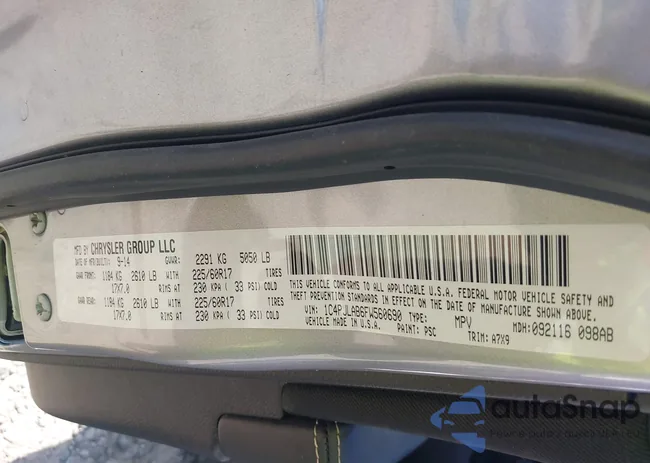 MFD BY CHRYSLER GROUP LLC
DATE OF MFR/BUILT: 9-14 GVWR: 2291 KG 5050 LB
GAWR FRONT: 1184 KG 2610 LB WITH 225/60R17 TIRES
17X7.0 RIMS AT 230 KPA ( 33 PSI) COLD
GAWR REAR: 1184 KG 2610 LB WITH 225/60R17 TIRES
17X7.0 RIMS AT 230 KPA ( 33 PSI) COLD
THIS VEHICLE CONFORMS TO ALL APPLICABLE U.S.A. FEDERAL MOTOR VEHICLE SAFETY AND
THEFT PREVENTION STANDARDS IN EFFECT ON THE DATE OF MANUFACTURE SHOWN ABOVE.
VIN: 1C4PJLAB6FW560690 TYPE: MPV MDH: 092116 098AB
VEHICLE MADE IN U.S.A. PAINT: PSC TRIM: A7X9
autoSnap